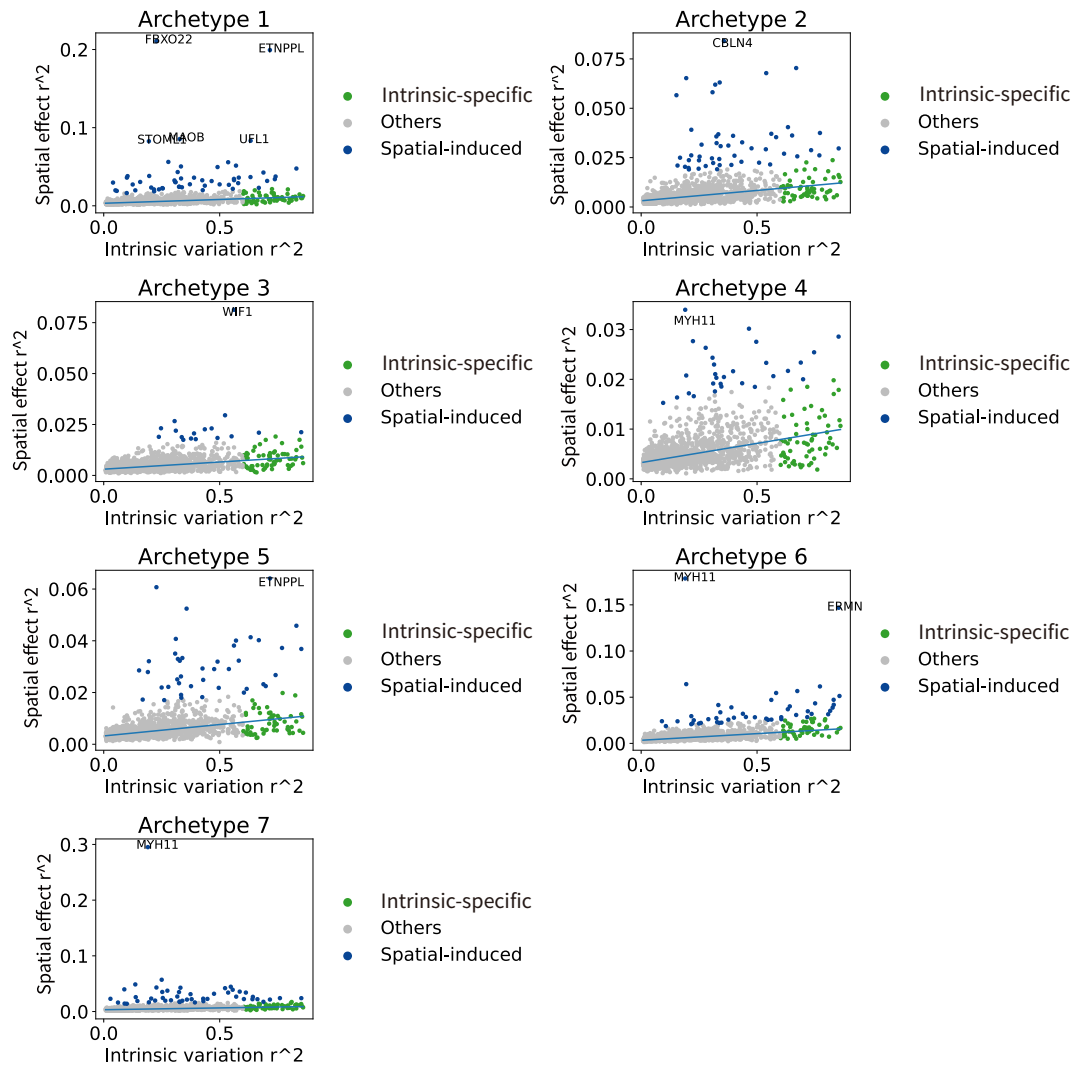 Archetype 1
FBXO22
ETNPPL
STOML1
MAOB
UFL1
0.2
0.1
0.0
Spatial effect r^2
0.0
0.5
Intrinsic variation r^2
Intrinsic-specific
Others
Spatial-induced
Archetype 2
CBLN4
0.075
0.050
0.025
0.000
Spatial effect r^2
0.0
0.5
Intrinsic variation r^2
Intrinsic-specific
Others
Spatial-induced
Archetype 3
WIF1
0.075
0.050
0.025
0.000
Spatial effect r^2
0.0
0.5
Intrinsic variation r^2
Intrinsic-specific
Others
Spatial-induced
Archetype 4
MYH11
0.03
0.02
0.01
0.00
Spatial effect r^2
0.0
0.5
Intrinsic variation r^2
Intrinsic-specific
Others
Spatial-induced
Archetype 5
ETNPPL
0.06
0.04
0.02
0.00
Spatial effect r^2
0.0
0.5
Intrinsic variation r^2
Intrinsic-specific
Others
Spatial-induced
Archetype 6
MYH11
ERMN
0.15
0.10
0.05
0.00
Spatial effect r^2
0.0
0.5
Intrinsic variation r^2
Intrinsic-specific
Others
Spatial-induced
Archetype 7
MYH11
0.3
0.2
0.1
0.0
Spatial effect r^2
0.0
0.5
Intrinsic variation r^2
Intrinsic-specific
Others
Spatial-induced